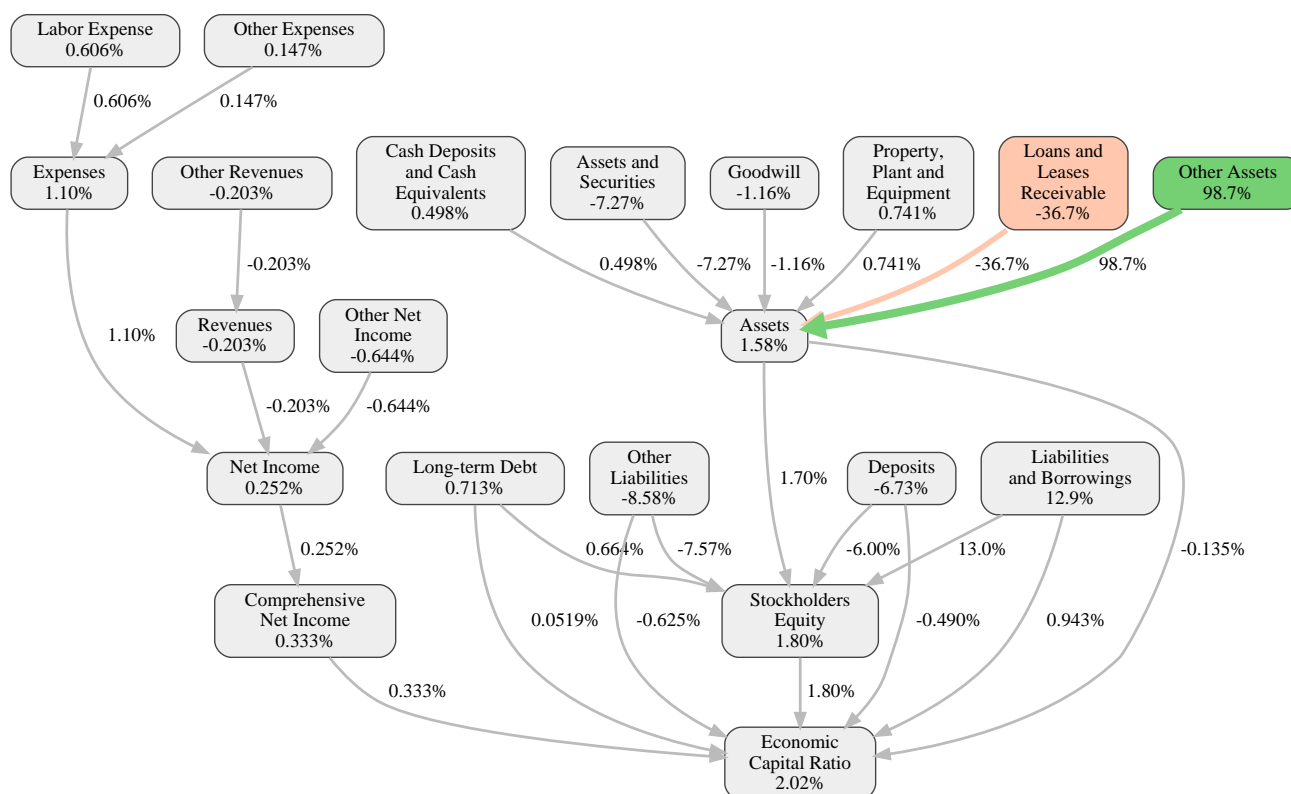 Labor Expense
0.606%
Other Expenses
0.147%
0.606%
0.147%
Expenses
1.10%
Other Revenues
-0.203%
Cash Deposits
and Cash
Equivalents
0.498%
Assets and
Securities
-7.27%
Goodwill
-1.16%
Property,
Plant and
Equipment
0.741%
Loans and
Leases
Receivable
-36.7%
Other Assets
98.7%
-0.203%
0.498%
-7.27%
-1.16%
0.741%
-36.7%
98.7%
1.10%
Revenues
-0.203%
Other Net
Income
-0.644%
Assets
1.58%
-0.203%
-0.644%
Net Income
0.252%
Long-term Debt
0.713%
Other
Liabilities
-8.58%
1.70%
Deposits
-6.73%
Liabilities
and Borrowings
12.9%
0.252%
0.664%
-7.57%
-6.00%
13.0%
-0.135%
Comprehensive
Net Income
0.333%
0.0519%
-0.625%
Stockholders
Equity
1.80%
-0.490%
0.943%
0.333%
1.80%
Economic
Capital Ratio
2.02%